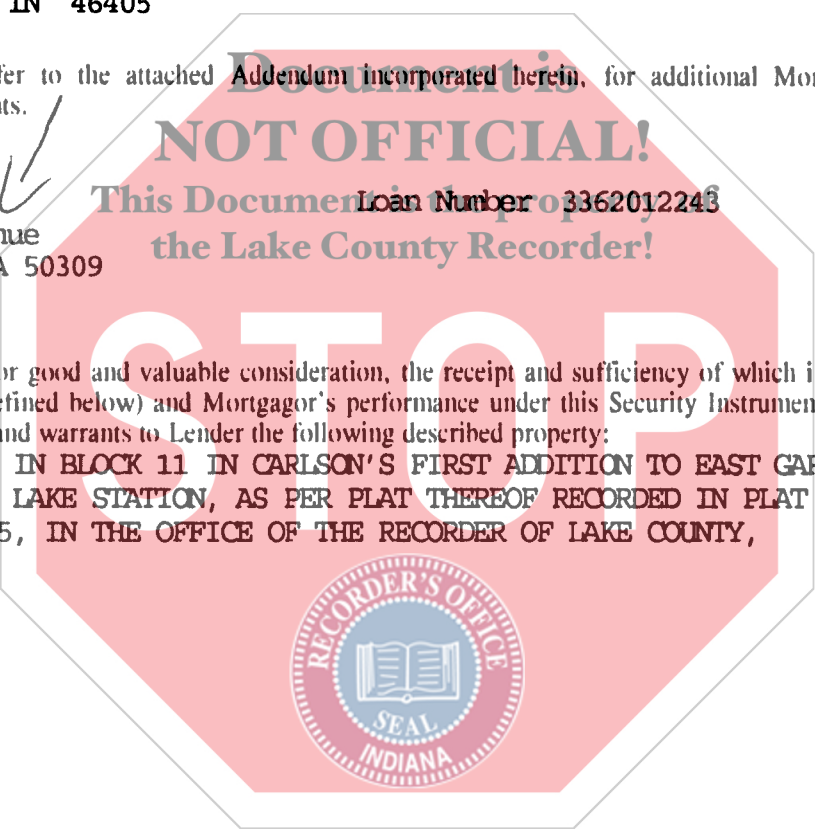 IN 46405
fer to the attached Addendum incorporated herein, for additional Mor
nts.
Document is
NOT OFFICIAL!
This Document is the property of
the Lake County Recorder!
Loan Number 3362012243
nue
A 50309
STOP
or good and valuable consideration, the receipt and sufficiency of which i
efined below) and Mortgagor's performance under this Security Instrumen
and warrants to Lender the following described property:
IN BLOCK 11 IN CARLSON'S FIRST ADDITION TO EAST GAR
LAKE STATION, AS PER PLAT THEREOF RECORDED IN PLAT
5, IN THE OFFICE OF THE RECORDER OF LAKE COUNTY,
RECORDER'S OFFICE
SEAL
INDIANA